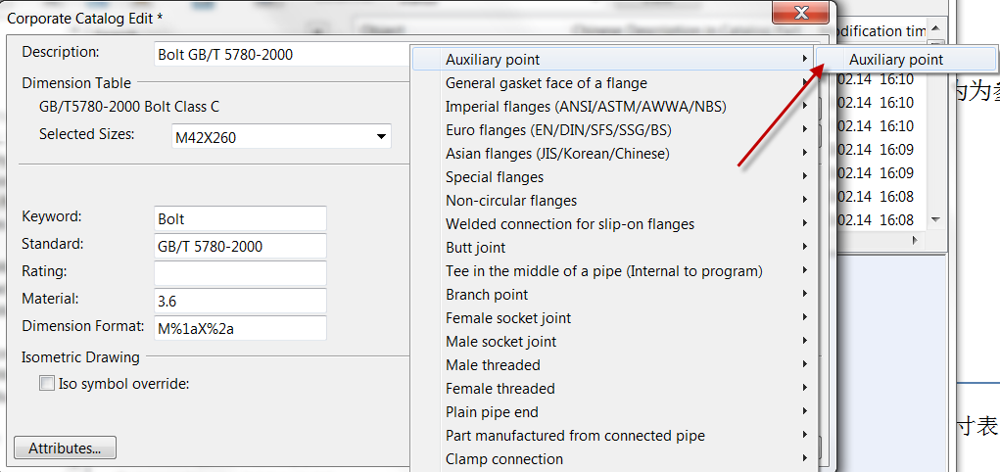 Corporate Catalog Edit *
Description:
Bolt GB/T 5780-2000
Dimension Table
GB/T5780-2000 Bolt Class C
Selected Sizes:
M42X260
Keyword:
Bolt
Standard:
GB/T 5780-2000
Rating:
Material:
3.6
Dimension Format:
M%1aX%2a
Isometric Drawing
Iso symbol override:
Attributes...
Auxiliary point
General gasket face of a flange
Imperial flanges (ANSI/ASTM/AWWA/NBS)
Euro flanges (EN/DIN/SFS/SSG/BS)
Asian flanges (JIS/Korean/Chinese)
Special flanges
Non-circular flanges
Welded connection for slip-on flanges
Butt joint
Tee in the middle of a pipe (Internal to program)
Branch point
Female socket joint
Male socket joint
Male threaded
Female threaded
Plain pipe end
Part manufactured from connected pipe
Clamp connection
Auxiliary point
odification tim
02.14 16:10
02.14 16:10
02.14 16:10
02.14 16:09
02.14 16:09
02.14 16:08
02.14 16:08
为
寸表